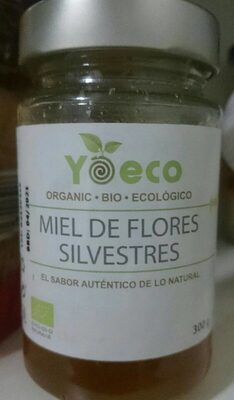 Yoeco
ORGANIC • BIO • ECOLÓGICO
MIEL DE FLORES
SILVESTRES
EL SABOR AUTÉNTICO DE LO NATURAL
300 g